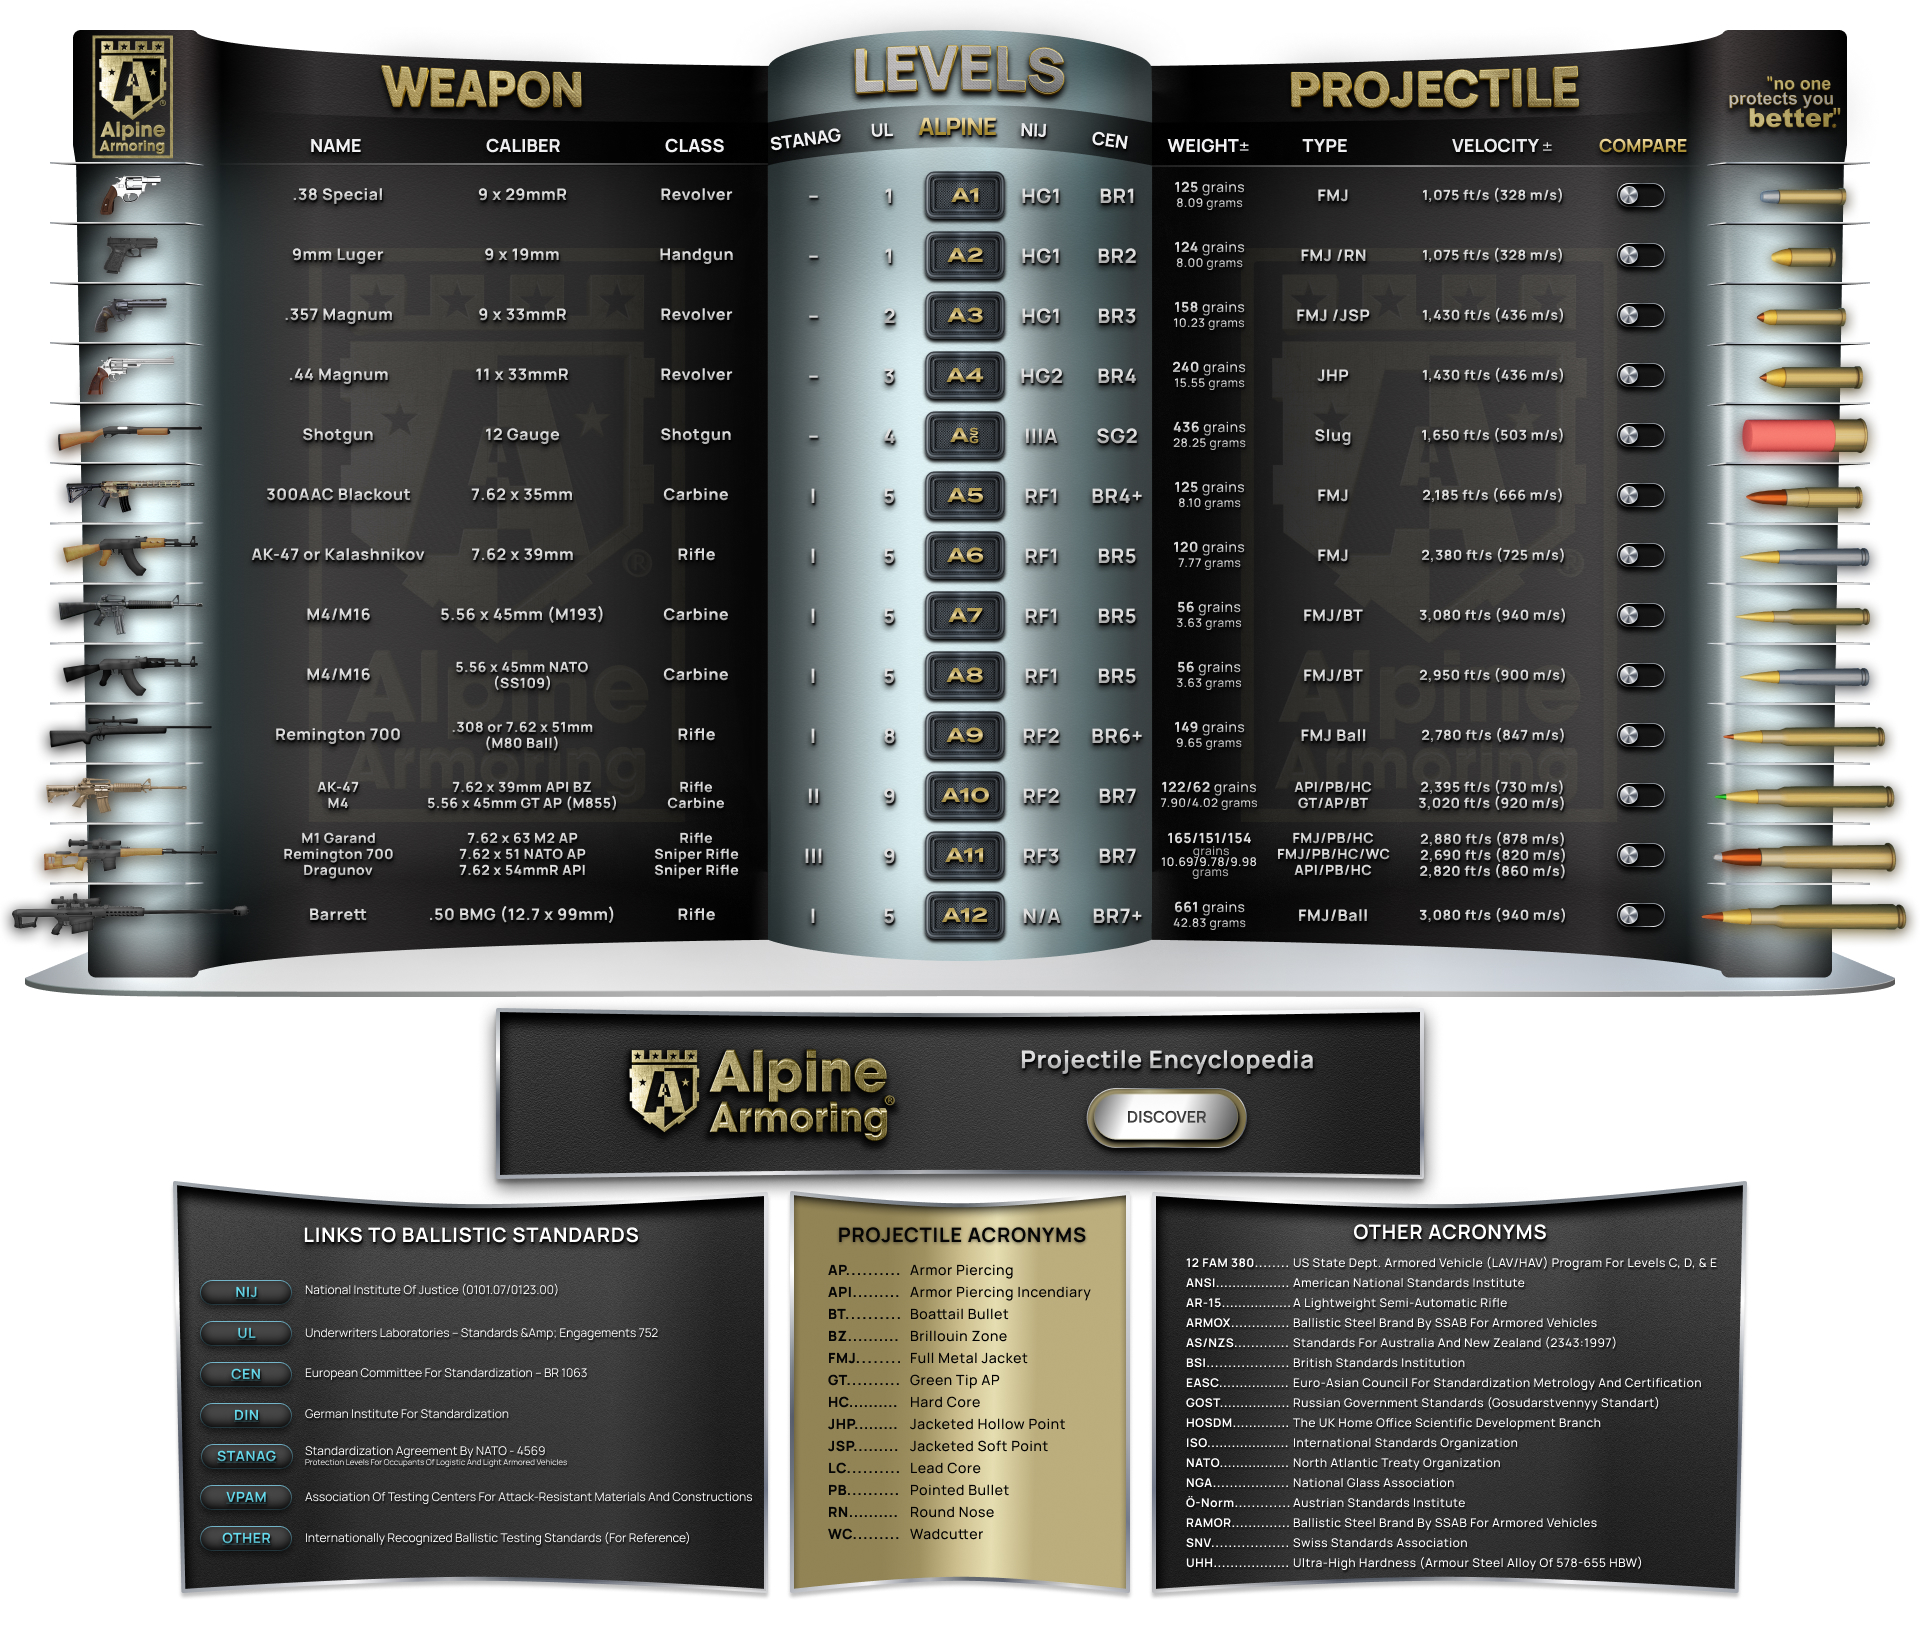 WEAPON
LEVELS
PROJECTILE
Alpine
Armoring
"no one
protects you
better."
NAME CALIBER CLASS STANAG UL ALPINE NIJ CEN WEIGHT± TYPE VELOCITY ± COMPARE
.38 Special 9 x 29mmR Revolver – 1 A1 HG1 BR1 125 grains FMJ 1,075 ft/s (328 m/s)
8.09 grams
9mm Luger 9 x 19mm Handgun – 1 A2 HG1 BR2 124 grains FMJ /RN 1,075 ft/s (328 m/s)
8.00 grams
.357 Magnum 9 x 33mmR Revolver – 2 A3 HG1 BR3 158 grains FMJ /JSP 1,430 ft/s (436 m/s)
10.23 grams
.44 Magnum 11 x 33mmR Revolver – 3 A4 HG2 BR4 240 grains JHP 1,430 ft/s (436 m/s)
15.55 grams
Shotgun 12 Gauge Shotgun – 4 ASG IIIA SG2 436 grains Slug 1,650 ft/s (503 m/s)
28.25 grams
300AAC Blackout 7.62 x 35mm Carbine I 5 A5 RF1 BR4+ 125 grains FMJ 2,185 ft/s (666 m/s)
8.10 grams
AK-47 or Kalashnikov 7.62 x 39mm Rifle I 5 A6 RF1 BR5 120 grains FMJ 2,380 ft/s (725 m/s)
7.77 grams
M4/M16 5.56 x 45mm (M193) Carbine I 5 A7 RF1 BR5 56 grains FMJ/BT 3,080 ft/s (940 m/s)
3.63 grams
M4/M16 5.56 x 45mm NATO Carbine I 5 A8 RF1 BR5 56 grains FMJ/BT 2,950 ft/s (900 m/s)
(SS109) 3.63 grams
Remington 700 .308 or 7.62 x 51mm Rifle I 8 A9 RF2 BR6+ 149 grains FMJ Ball 2,780 ft/s (847 m/s)
(M80 Ball) 9.65 grams
AK-47 7.62 x 39mm API BZ Rifle II 9 A10 RF2 BR7 122/62 grains API/PB/HC 2,395 ft/s (730 m/s)
M4 5.56 x 45mm GT AP (M855) Carbine 7.90/4.02 grams GT/AP/BT 3,020 ft/s (920 m/s)
M1 Garand 7.62 x 63 M2 AP Rifle 165/151/154 FMJ/PB/HC 2,880 ft/s (878 m/s)
grains
Remington 700 7.62 x 51 NATO AP Sniper Rifle III 9 A11 RF3 BR7 10.69/9.78/9.98 FMJ/PB/HC/WC 2,690 ft/s (820 m/s)
grams
Dragunov 7.62 x 54mmR API Sniper Rifle API/PB/HC 2,820 ft/s (860 m/s)
Barrett .50 BMG (12.7 x 99mm) Rifle I 5 A12 N/A BR7+ 661 grains FMJ/Ball 3,080 ft/s (940 m/s)
42.83 grams
Alpine
Armoring®
Projectile Encyclopedia
DISCOVER
LINKS TO BALLISTIC STANDARDS
NIJ National Institute Of Justice (0101.07/0123.00)
UL Underwriters Laboratories – Standards &Amp; Engagements 752
CEN European Committee For Standardization – BR 1063
DIN German Institute For Standardization
STANAG Standardization Agreement By NATO - 4569
Protection Levels For Occupants Of Logistic And Light Armored Vehicles
VPAM Association Of Testing Centers For Attack-Resistant Materials And Constructions
OTHER Internationally Recognized Ballistic Testing Standards (For Reference)
PROJECTILE ACRONYMS
AP.......... Armor Piercing
API......... Armor Piercing Incendiary
BT.......... Boattail Bullet
BZ.......... Brillouin Zone
FMJ........ Full Metal Jacket
GT.......... Green Tip AP
HC.......... Hard Core
JHP......... Jacketed Hollow Point
JSP......... Jacketed Soft Point
LC.......... Lead Core
PB.......... Pointed Bullet
RN.......... Round Nose
WC......... Wadcutter
OTHER ACRONYMS
12 FAM 380........ US State Dept. Armored Vehicle (LAV/HAV) Program For Levels C, D, & E
ANSI................. American National Standards Institute
AR-15................ A Lightweight Semi-Automatic Rifle
ARMOX............. Ballistic Steel Brand By SSAB For Armored Vehicles
AS/NZS............. Standards For Australia And New Zealand (2343:1997)
BSI................... British Standards Institution
EASC................ Euro-Asian Council For Standardization Metrology And Certification
GOST................ Russian Government Standards (Gosudarstvennyy Standart)
HOSDM............. The UK Home Office Scientific Development Branch
ISO................... International Standards Organization
NATO................ North Atlantic Treaty Organization
NGA.................. National Glass Association
Ö-Norm............. Austrian Standards Institute
RAMOR.............. Ballistic Steel Brand By SSAB For Armored Vehicles
SNV.................. Swiss Standards Association
UHH.................. Ultra-High Hardness (Armour Steel Alloy Of 578-655 HBW)